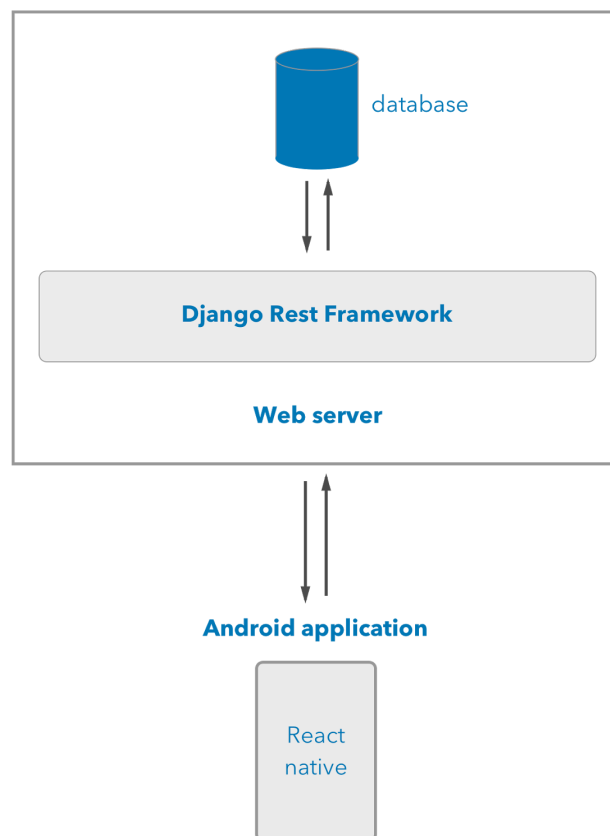 database
Django Rest Framework
Web server
Android application
React
native